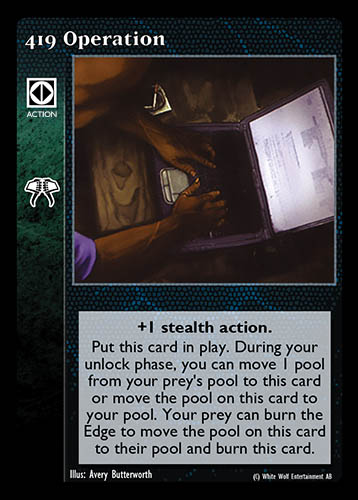 419 Operation
ACTION
+1 stealth action.
Put this card in play. During your
unlock phase, you can move 1 pool
from your prey's pool to this card
or move the pool on this card to
your pool. Your prey can burn the
Edge to move the pool on this card
to their pool and burn this card.
Illus: Avery Butterworth
(C) White Wolf Entertainment AB